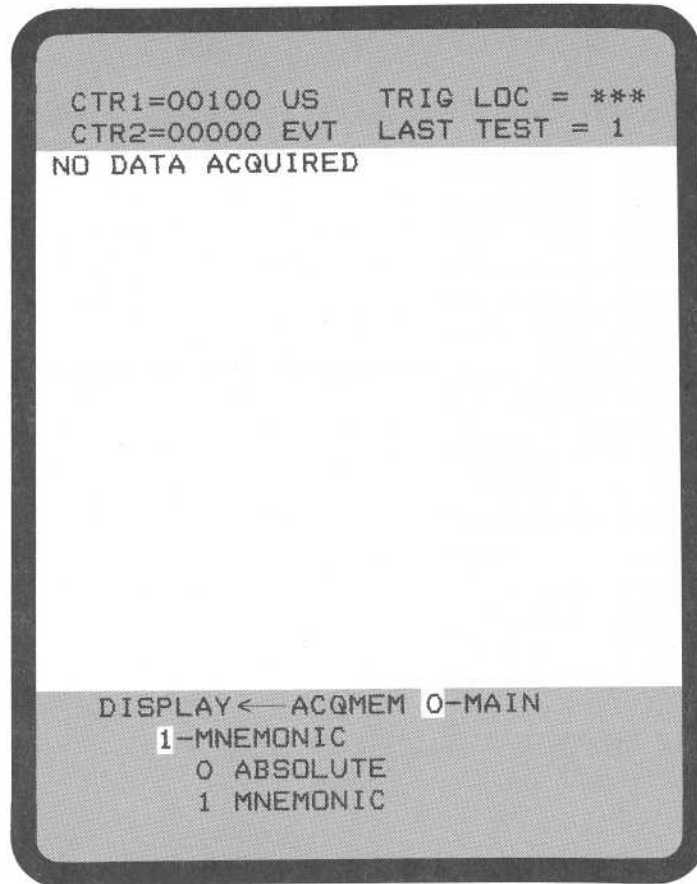 CTR1=00100 US TRIG LOC = ***
CTR2=00000 EVT LAST TEST = 1
NO DATA ACQUIRED
DISPLAY<—ACQMEM 0-MAIN
1-MNEMONIC
0 ABSOLUTE
1 MNEMONIC